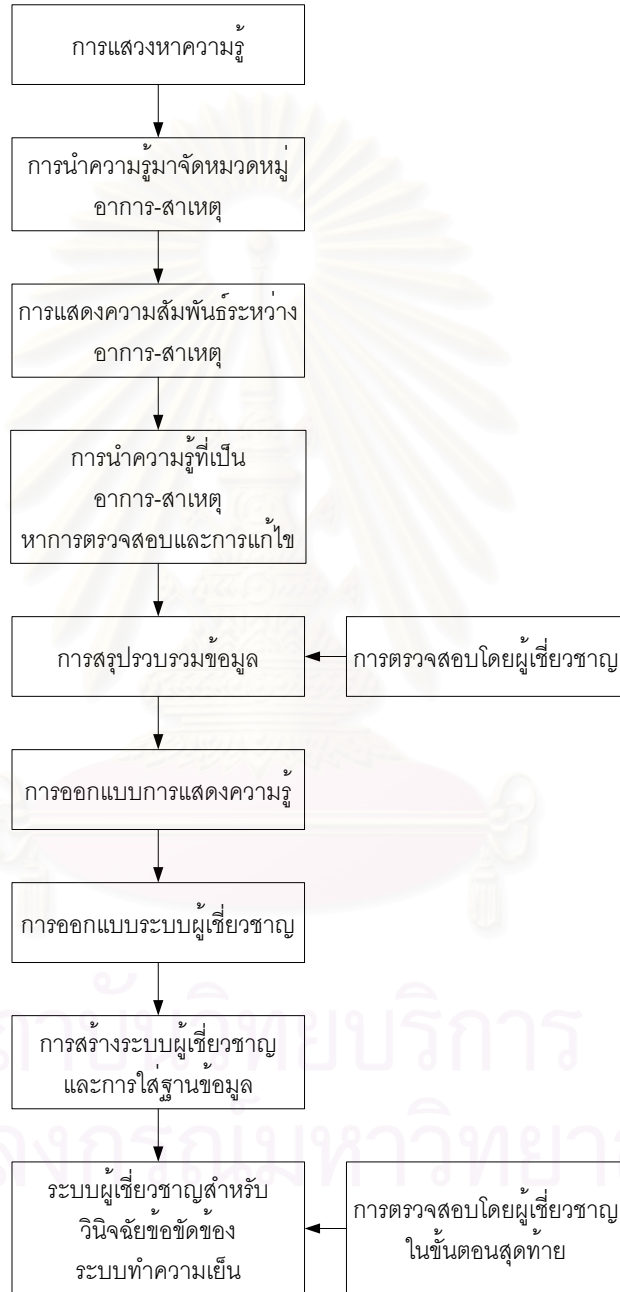 การแสวงหาความรู้
การนำความรู้มาจัดหมวดหมู่
อาการ-สาเหตุ
การแสดงความสัมพันธ์ระหว่าง
อาการ-สาเหตุ
การนำความรู้ที่เป็น
อาการ-สาเหตุ
หาการตรวจสอบและการแก้ไข
การสรุปรวบรวมข้อมูล
การตรวจสอบโดยผู้เชี่ยวชาญ
การออกแบบการแสดงความรู้
การออกแบบระบบผู้เชี่ยวชาญ
การสร้างระบบผู้เชี่ยวชาญ
และการใส่ฐานข้อมูล
ระบบผู้เชี่ยวชาญสำหรับ
วินิจฉัยข้อขัดข้อง
ระบบทำความเย็น
การตรวจสอบโดยผู้เชี่ยวชาญ
ในขั้นตอนสุดท้าย